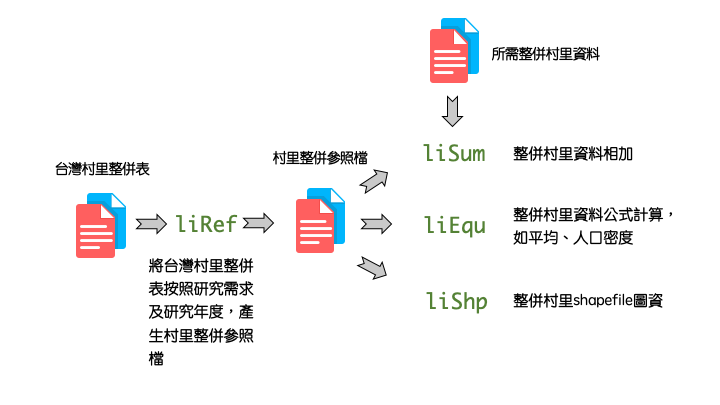 所需整併村里資料
台灣村里整併表
村里整併參照檔
liSum
整併村里資料相加
liRef
liEqu
整併村里資料公式計算，
如平均、人口密度
將台灣村里整併
表按照研究需求
及研究年度，產
生村里整併參照
檔
liShp
整併村里shapefile圖資